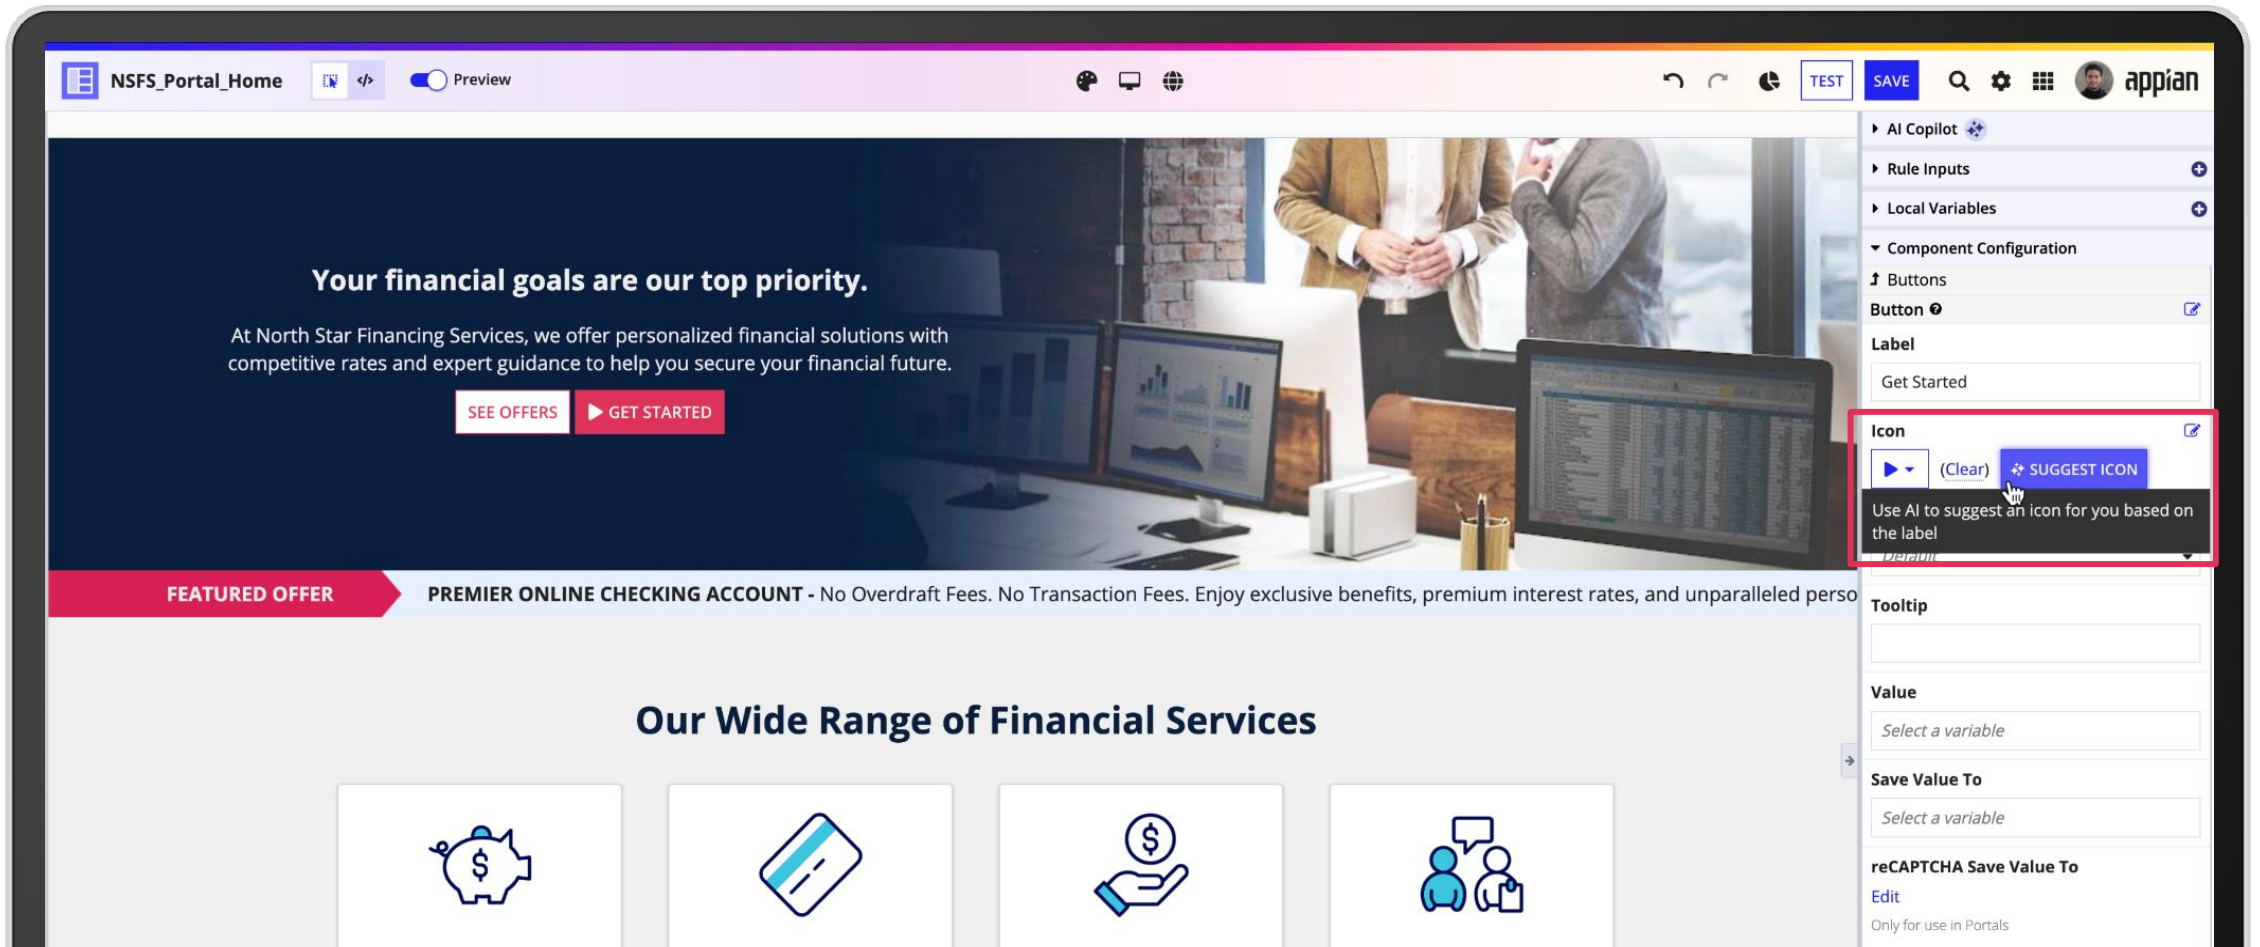 NSFS_Portal_Home
</>
Preview
TEST
SAVE
appian
Your financial goals are our top priority.
At North Star Financing Services, we offer personalized financial solutions with
competitive rates and expert guidance to help you secure your financial future.
SEE OFFERS
GET STARTED
FEATURED OFFER
PREMIER ONLINE CHECKING ACCOUNT - No Overdraft Fees. No Transaction Fees. Enjoy exclusive benefits, premium interest rates, and unparalleled perso
Our Wide Range of Financial Services
$
$
AI Copilot
Rule Inputs
Local Variables
Component Configuration
Buttons
Button
Label
Get Started
Icon
(Clear)
SUGGEST ICON
Use AI to suggest an icon for you based on
the label
Default
Tooltip
Value
Select a variable
Save Value To
Select a variable
reCAPTCHA Save Value To
Edit
Only for use in Portals